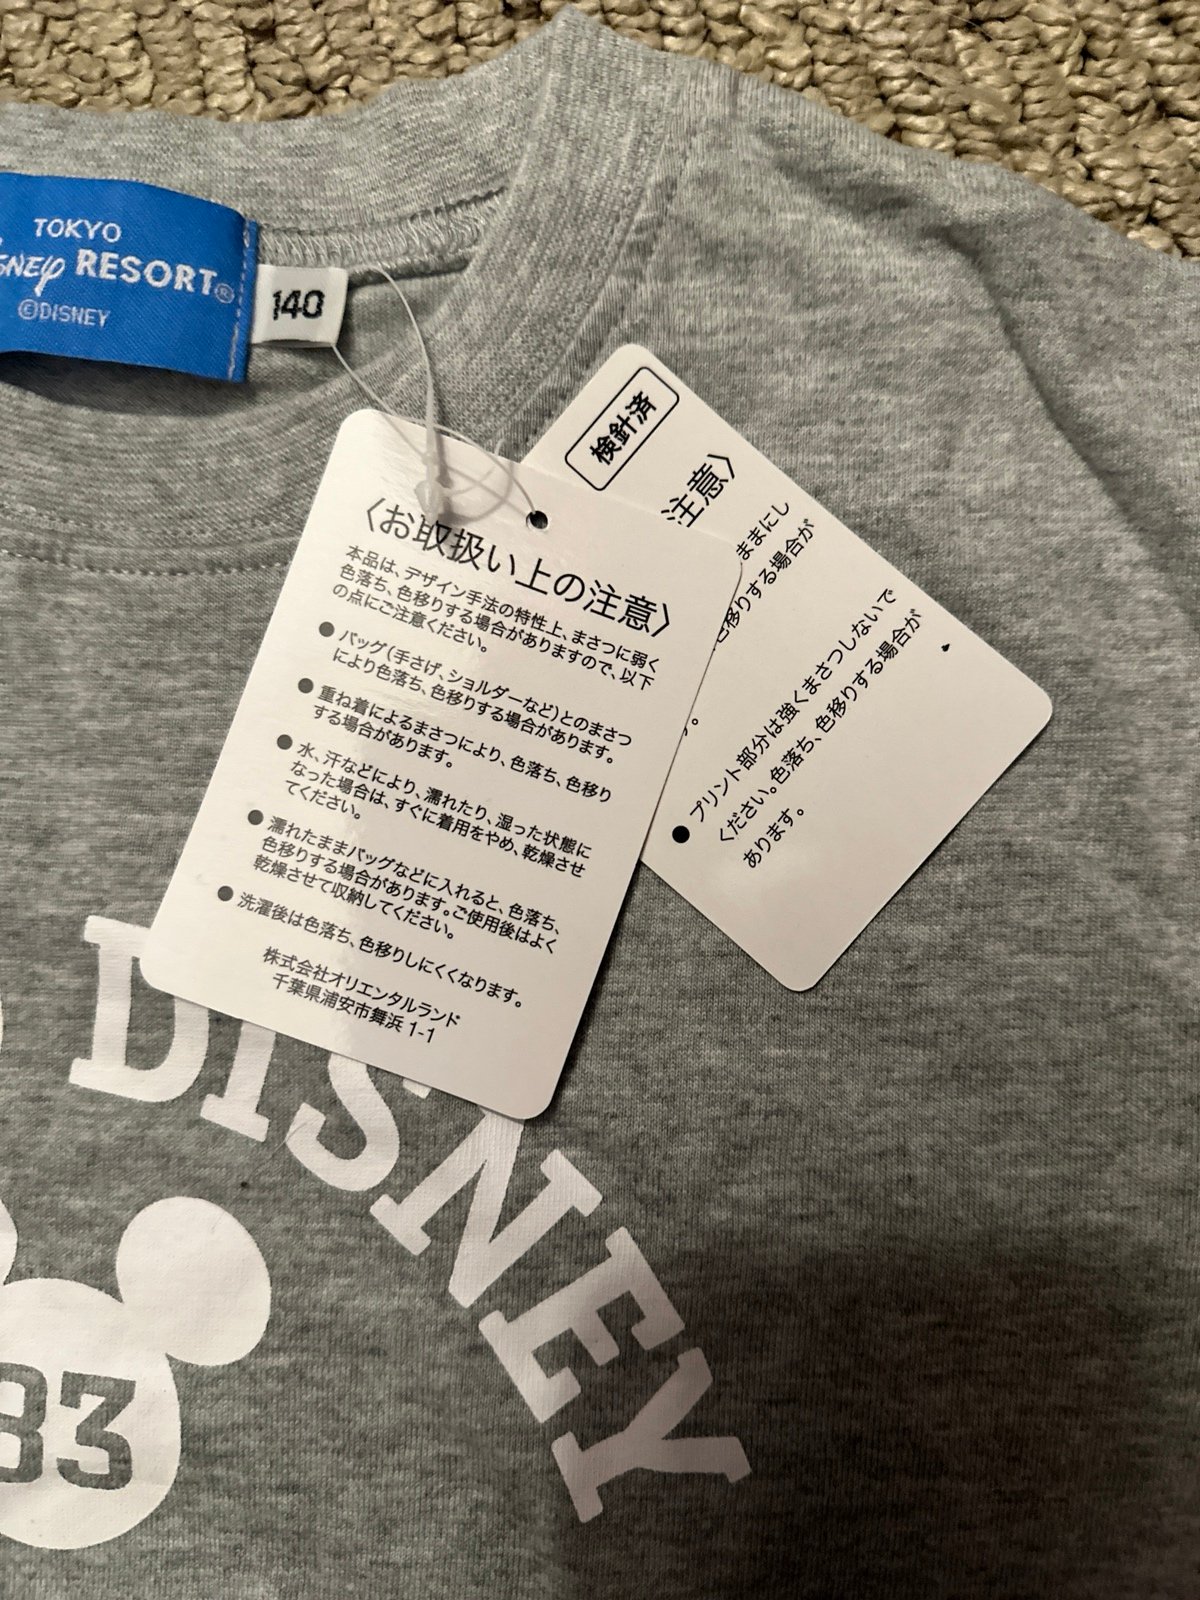 TOKYO
RESORT®
©DISNEY
140
〈お取扱い上の注意〉
本品は、デザイン手法の特性上、まさつに弱く
色落ち、色移りする場合がありますので、以下
の点にご注意ください。
● バッグ(手さげ、ショルダーなど)とのまさつ
により色落ち、色移りする場合があります。
● 重ね着によるまさつにより、色落ち、色移り
する場合があります。
● 水、汗などにより、濡れたり、湿った状態に
なった場合は、すぐに着用をやめ、乾燥させ
てください。
● 濡れたままバッグなどに入れると、色落ち、
色移りする場合があります。ご使用後はよく
乾燥させて収納してください。
● 洗濯後は色落ち、色移りしにくくなります。
株式会社オリエンタルランド
千葉県浦安市舞浜 1-1
検針済
注意〉
ままにし
色移りする場合が
。
● プリント部分は強くまさつしないで
ください。色落ち、色移りする場合が
あります。
DISNEY
83